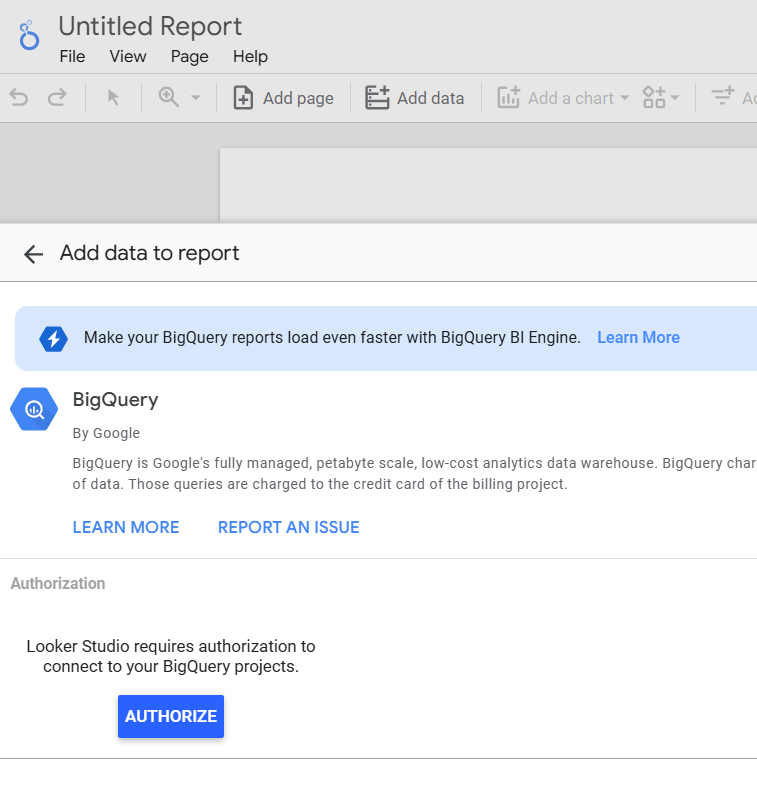 Untitled Report
File View Page Help
Add page Add data Add a chart
Add data to report
Make your BigQuery reports load even faster with BigQuery BI Engine. Learn More
BigQuery
By Google
BigQuery is Google's fully managed, petabyte scale, low-cost analytics data warehouse. BigQuery
of data. Those queries are charged to the credit card of the billing project.
LEARN MORE REPORT AN ISSUE
Authorization
Looker Studio requires authorization to
connect to your BigQuery projects.
AUTHORIZE